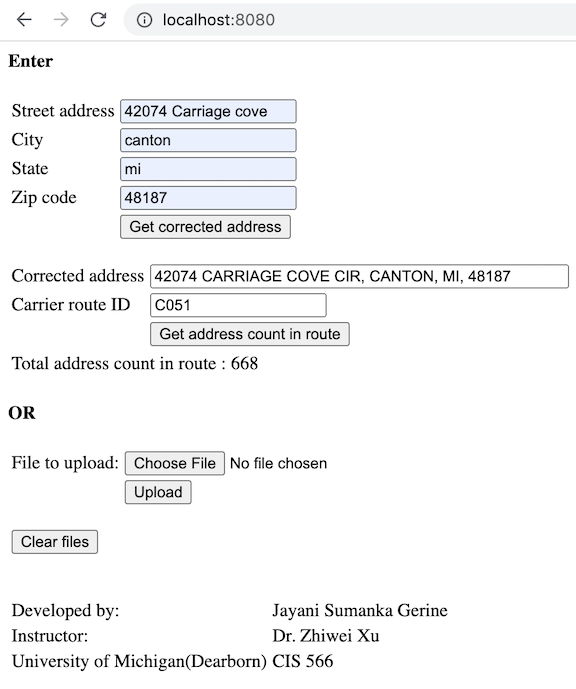 localhost:8080
Enter
Street address 42074 Carriage cove
City canton
State mi
Zip code 48187
Get corrected address
Corrected address 42074 CARRIAGE COVE CIR, CANTON, MI, 48187
Carrier route ID C051
Get address count in route
Total address count in route : 668
OR
File to upload: Choose File No file chosen
Upload
Clear files
Developed by: Jayani Sumanka Gerine
Instructor: Dr. Zhiwei Xu
University of Michigan(Dearborn) CIS 566